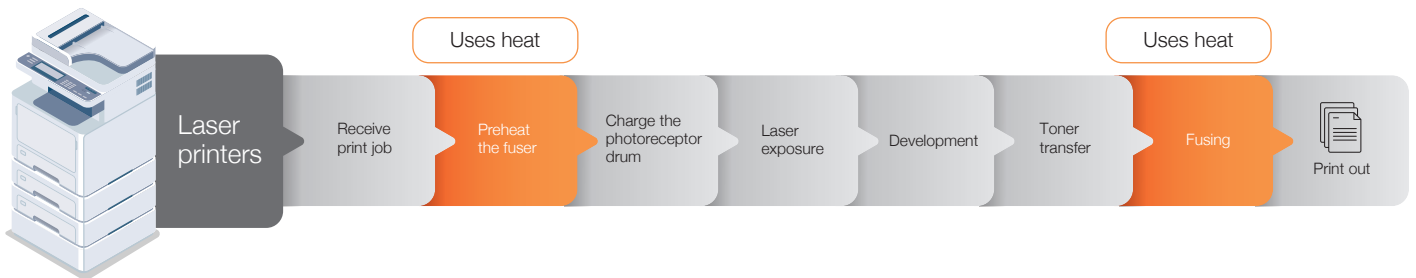 Uses heat
Uses heat
Laser
printers
Receive
print job
Preheat
the fuser
Charge the
photoreceptor
drum
Laser
exposure
Development
Toner
transfer
Fusing
Print out